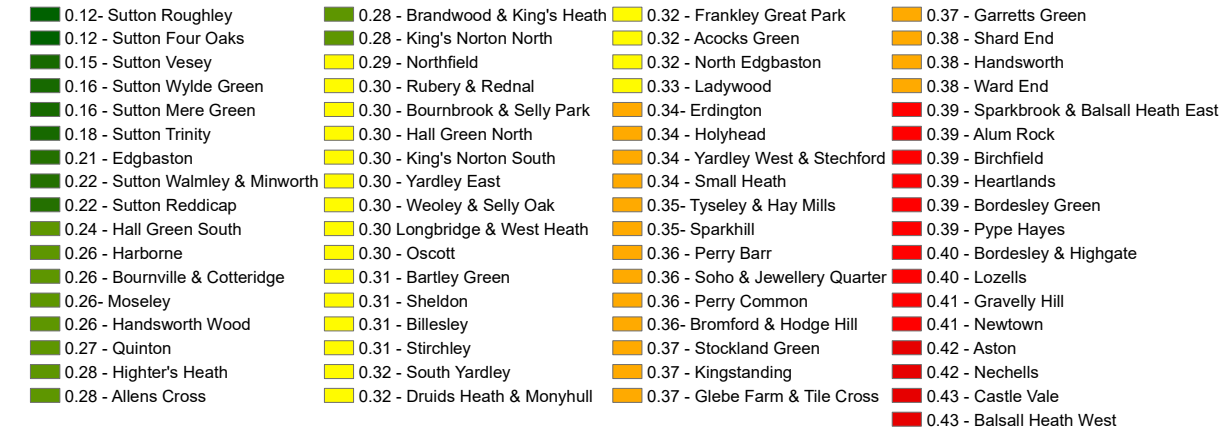 0.12- Sutton Roughley
0.12 - Sutton Four Oaks
0.15 - Sutton Vesey
0.16 - Sutton Wylde Green
0.16 - Sutton Mere Green
0.18 - Sutton Trinity
0.21 - Edgbaston
0.22 - Sutton Walmley & Minworth
0.22 - Sutton Reddicap
0.24 - Hall Green South
0.26 - Harborne
0.26 - Bournville & Cotteridge
0.26- Moseley
0.26 - Handsworth Wood
0.27 - Quinton
0.28 - Highter's Heath
0.28 - Allens Cross
0.28 - Brandwood & King's Heath
0.28 - King's Norton North
0.29 - Northfield
0.30 - Rubery & Rednal
0.30 - Bournbrook & Selly Park
0.30 - Hall Green North
0.30 - King's Norton South
0.30 - Yardley East
0.30 - Weoley & Selly Oak
0.30 Longbridge & West Heath
0.30 - Oscott
0.31 - Bartley Green
0.31 - Sheldon
0.31 - Billesley
0.31 - Stirchley
0.32 - South Yardley
0.32 - Druids Heath & Monyhull
0.32 - Frankley Great Park
0.32 - Acocks Green
0.32 - North Edgbaston
0.33 - Ladywood
0.34- Erdington
0.34 - Holyhead
0.34 - Yardley West & Stechford
0.34 - Small Heath
0.35- Tyseley & Hay Mills
0.35- Sparkhill
0.36 - Perry Barr
0.36 - Soho & Jewellery Quarter
0.36 - Perry Common
0.36- Bromford & Hodge Hill
0.37 - Stockland Green
0.37 - Kingstanding
0.37 - Glebe Farm & Tile Cross
0.37 - Garretts Green
0.38 - Shard End
0.38 - Handsworth
0.38 - Ward End
0.39 - Sparkbrook & Balsall Heath East
0.39 - Alum Rock
0.39 - Birchfield
0.39 - Heartlands
0.39 - Bordesley Green
0.39 - Pype Hayes
0.40 - Bordesley & Highgate
0.40 - Lozells
0.41 - Gravelly Hill
0.41 - Newtown
0.42 - Aston
0.42 - Nechells
0.43 - Castle Vale
0.43 - Balsall Heath West